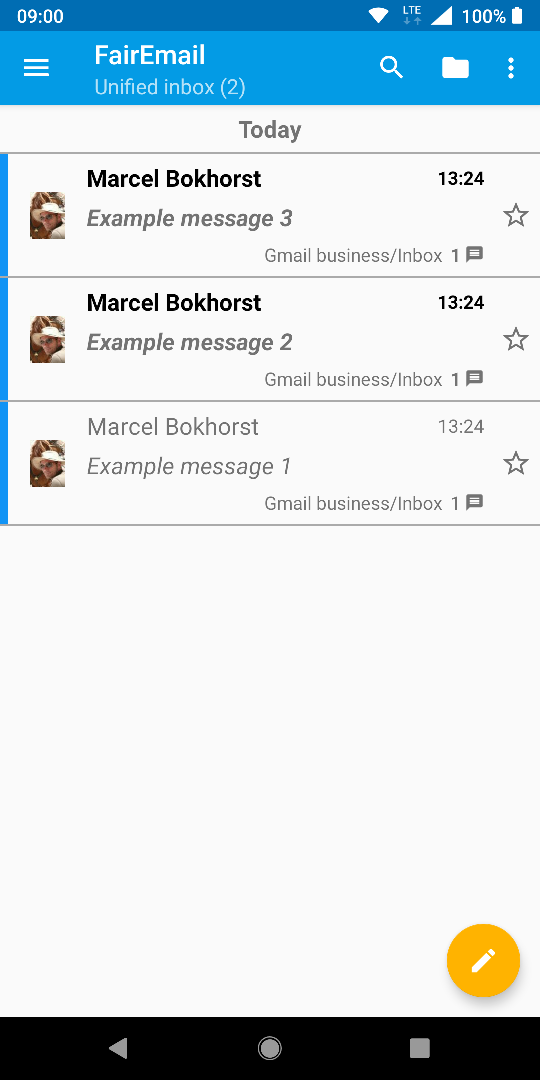 09:00 LTE 100%
FairEmail
Unified inbox (2)
Today
Marcel Bokhorst 13:24
Example message 3
Gmail business/Inbox 1
Marcel Bokhorst 13:24
Example message 2
Gmail business/Inbox 1
Marcel Bokhorst 13:24
Example message 1
Gmail business/Inbox 1